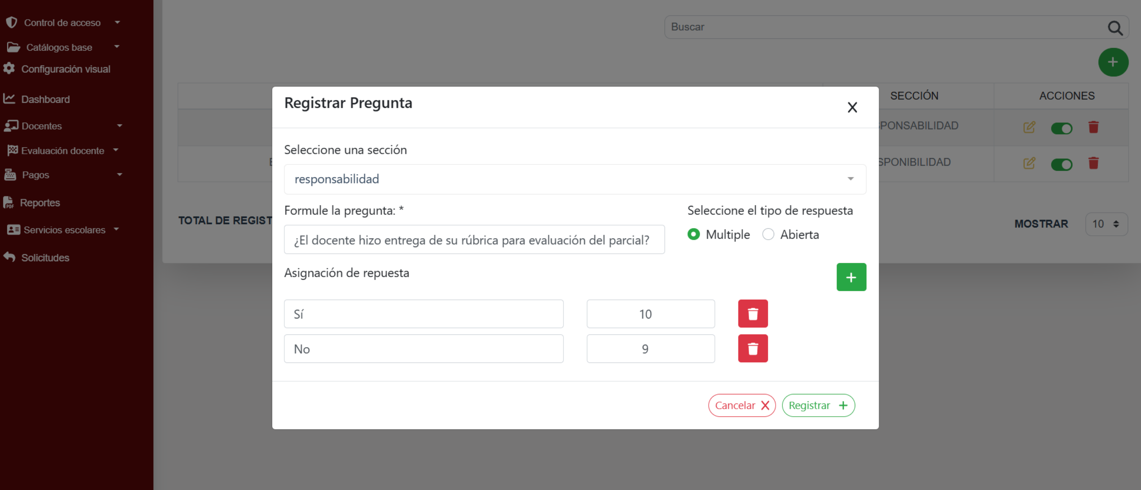 Control de acceso
Catálogos base
Configuración visual
Dashboard
Docentes
Evaluación docente
Pagos
Reportes
Servicios escolares
Solicitudes
Buscar
SECCIÓN
ACCIONES
TOTAL DE REGIST
MOSTRAR
10
Registrar Pregunta
X
Seleccione una sección
responsabilidad
Formule la pregunta: *
Seleccione el tipo de respuesta
¿El docente hizo entrega de su rúbrica para evaluación del parcial?
Multiple
Abierta
Asignación de repuesta
Sí
10
No
9
Cancelar X
Registrar +